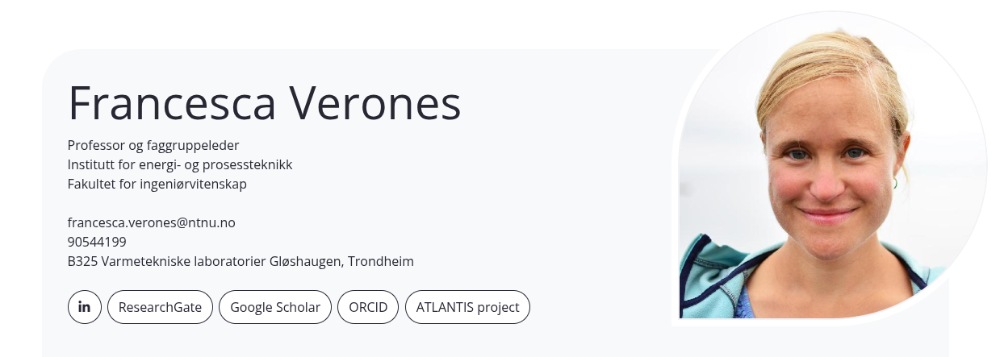 Francesca Verones
Professor og faggruppeleder
Institutt for energi- og prosessteknikk
Fakultet for ingeniørvitenskap
francesca.verones@ntnu.no
90544199
B325 Varmetekniske laboratorier Gløshaugen, Trondheim
in ResearchGate Google Scholar ORCID ATLANTIS project